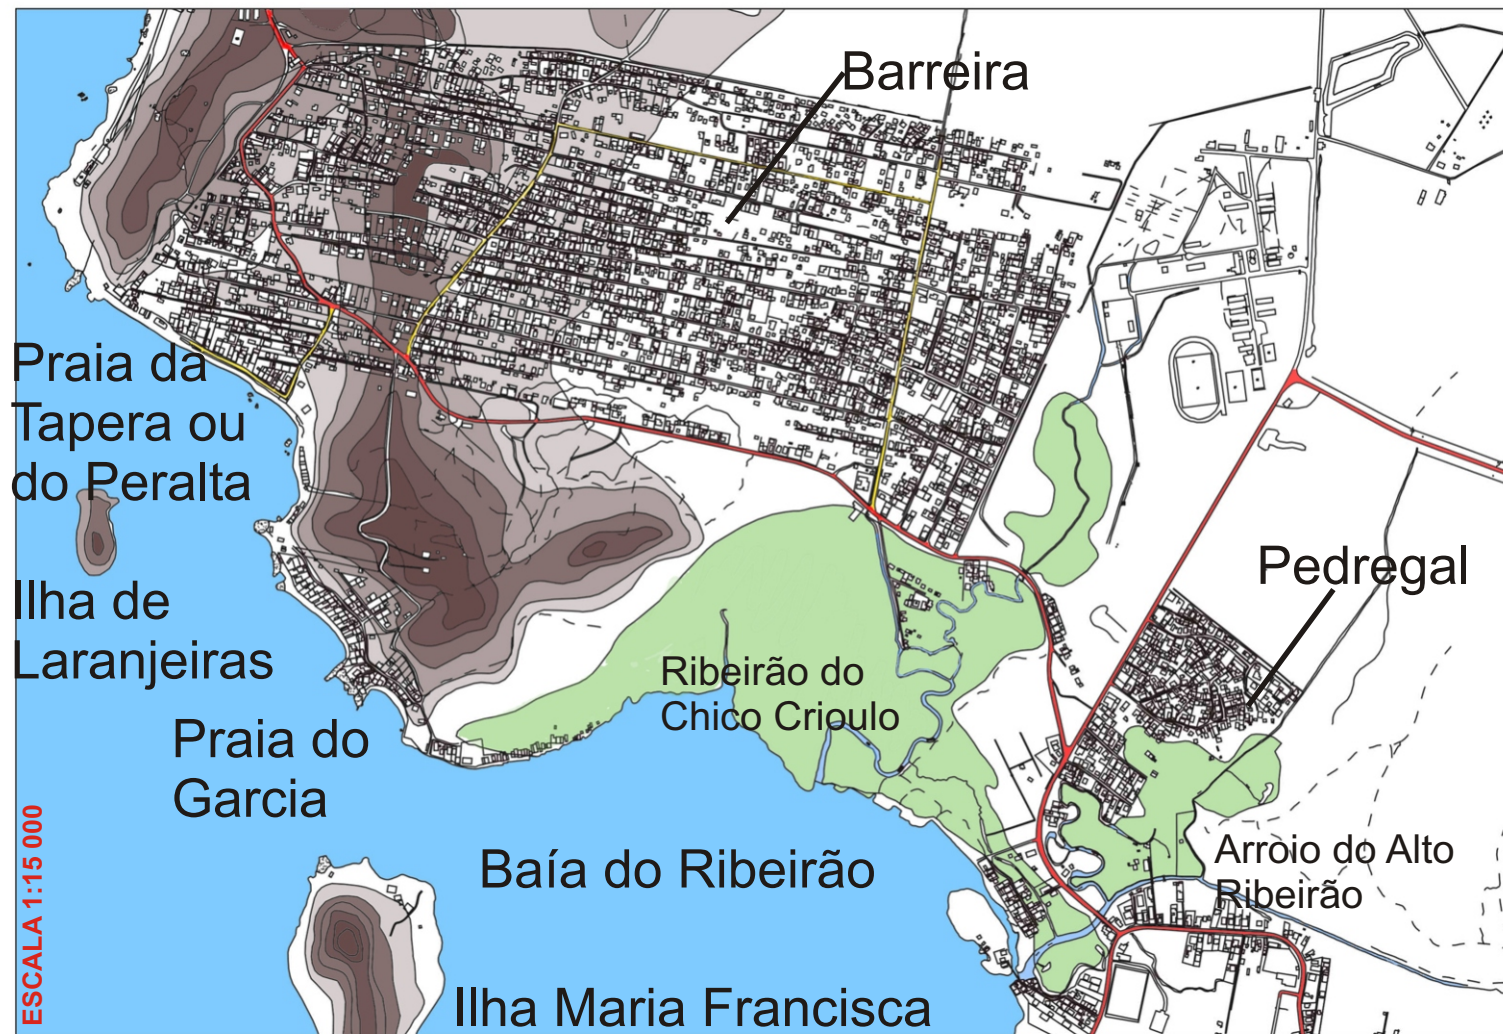 Barreira
Praia da
Tapera ou
do Peralta
Pedregal
Ilha de
Laranjeiras
Ribeirão do
Chico Crioulo
Praia do
Garcia
Baía do Ribeirão
Arroio do Alto
Ribeirão
Ilha Maria Francisca
ESCALA 1:15 000